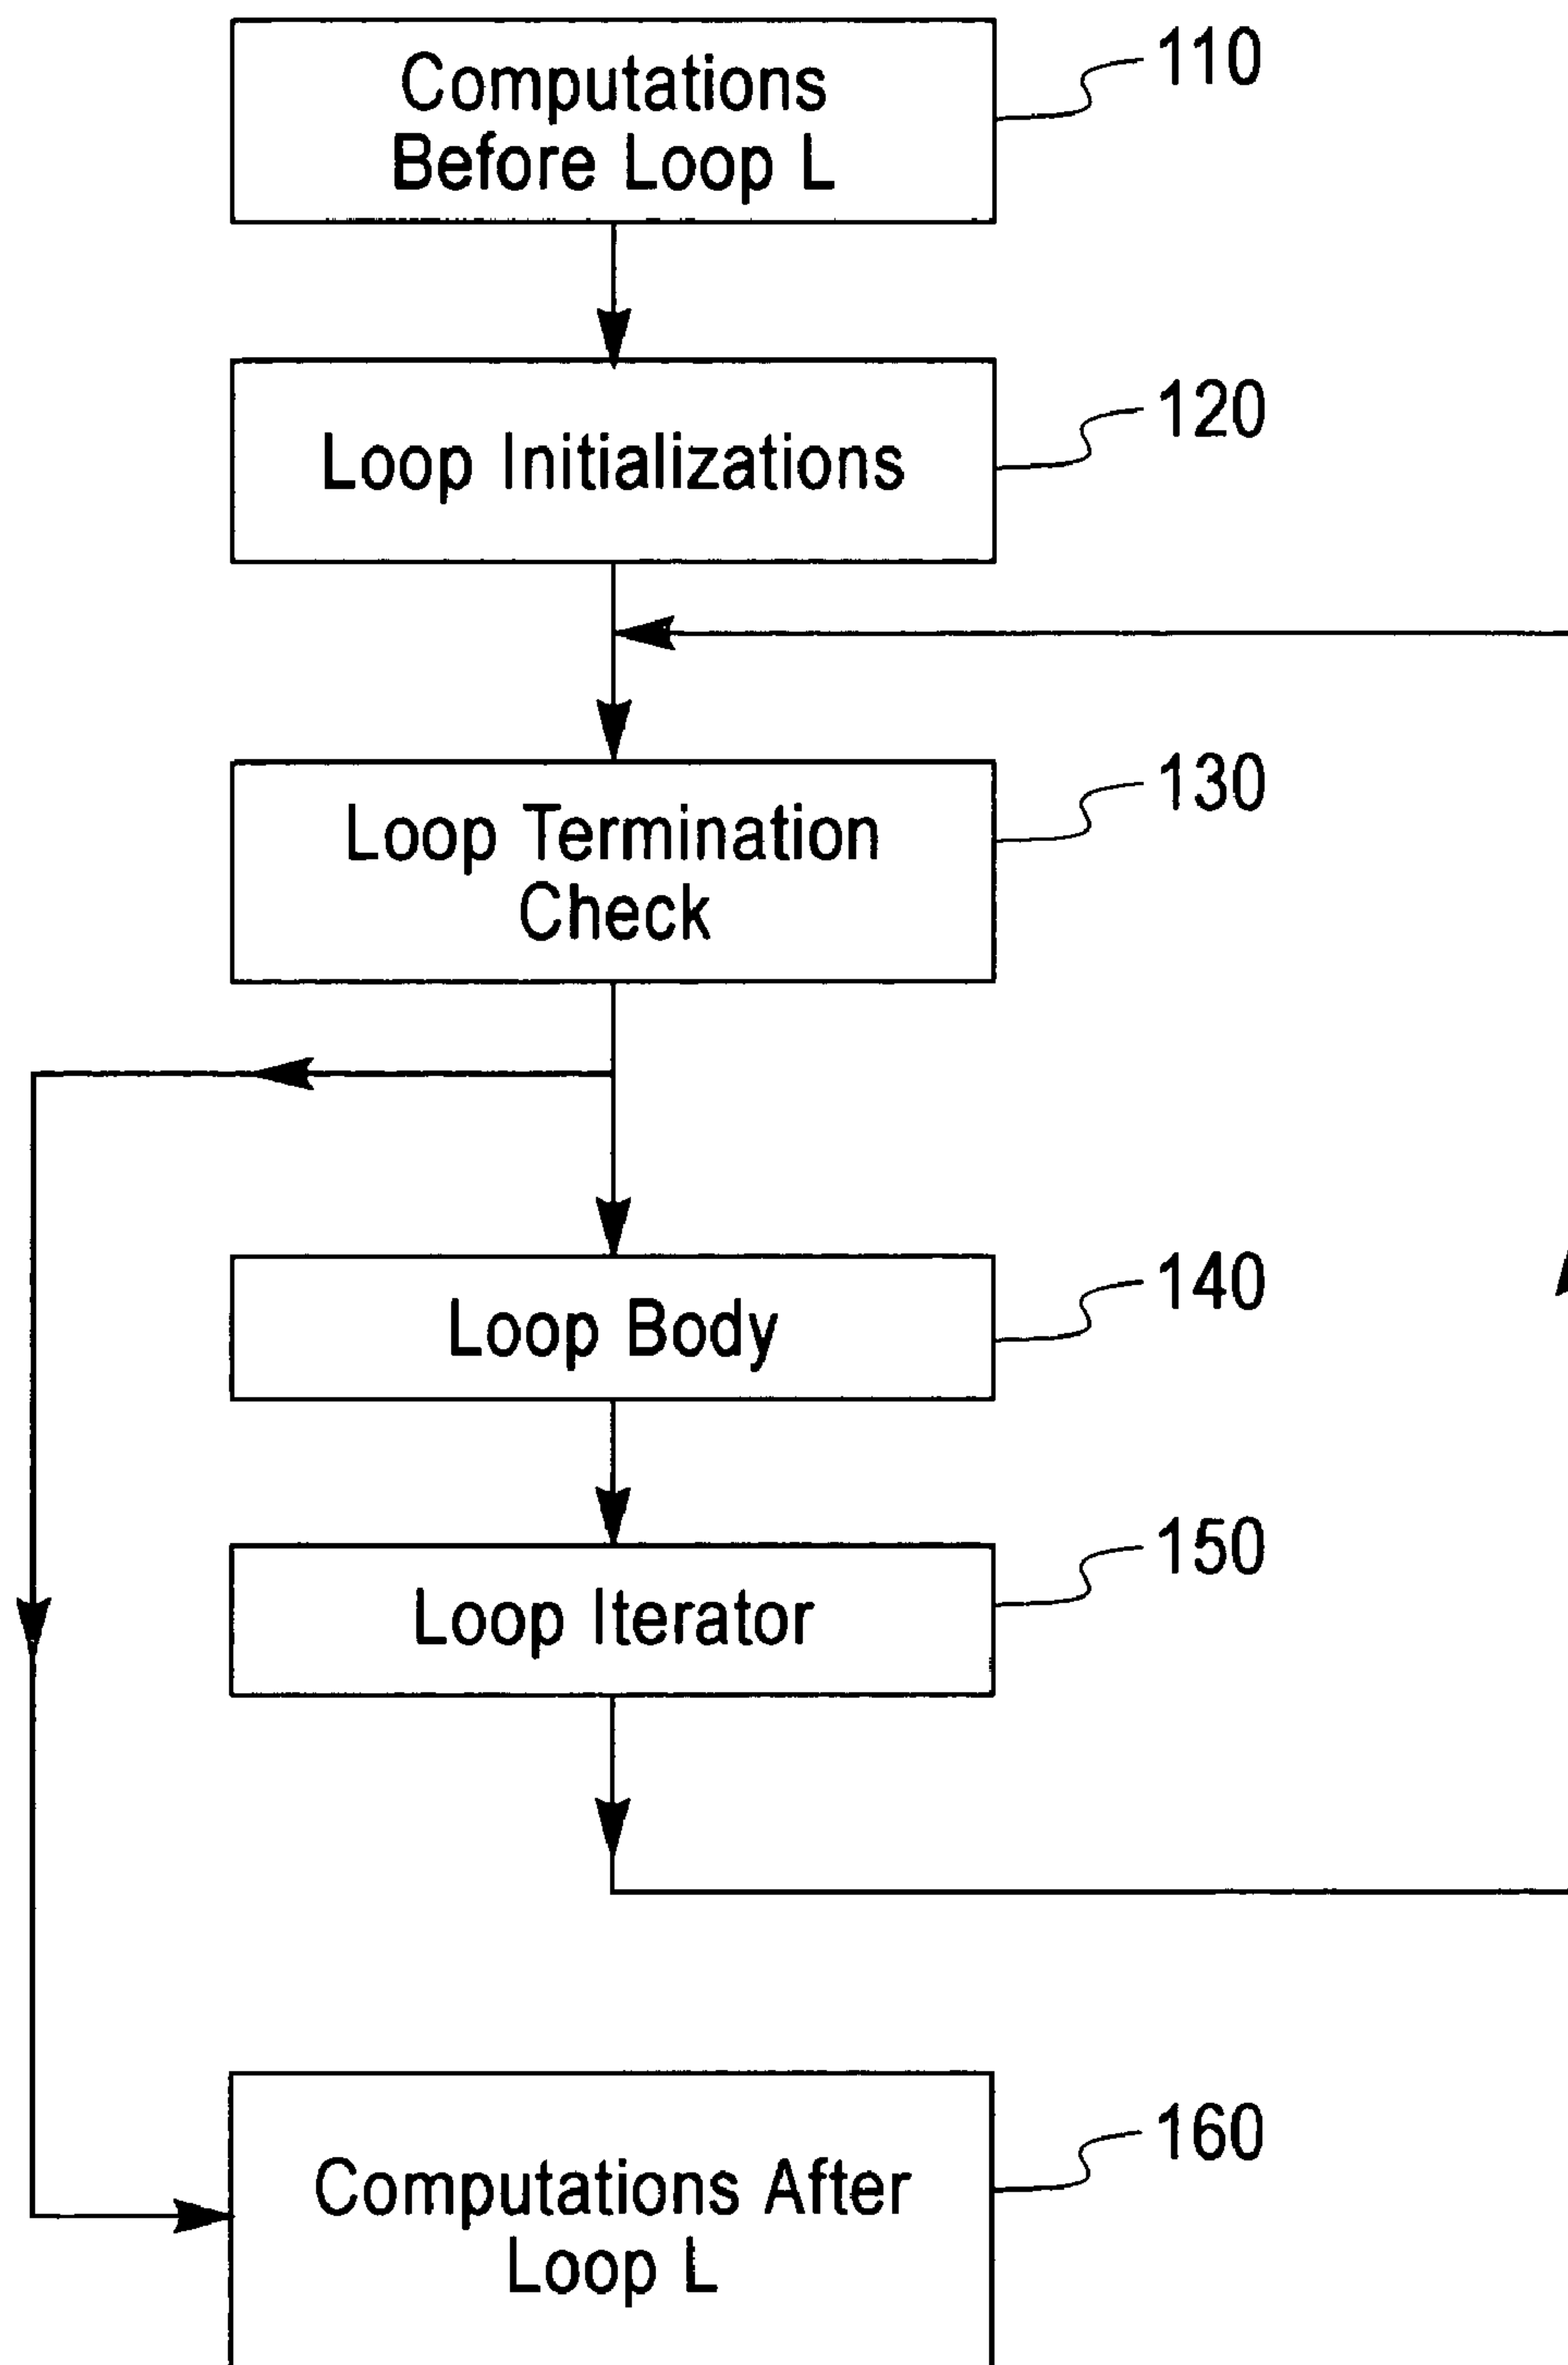 Computations
Before Loop L
110
Loop Initializations
120
Loop Termination
Check
130
Loop Body
140
Loop Iterator
150
Computations After
Loop L
160